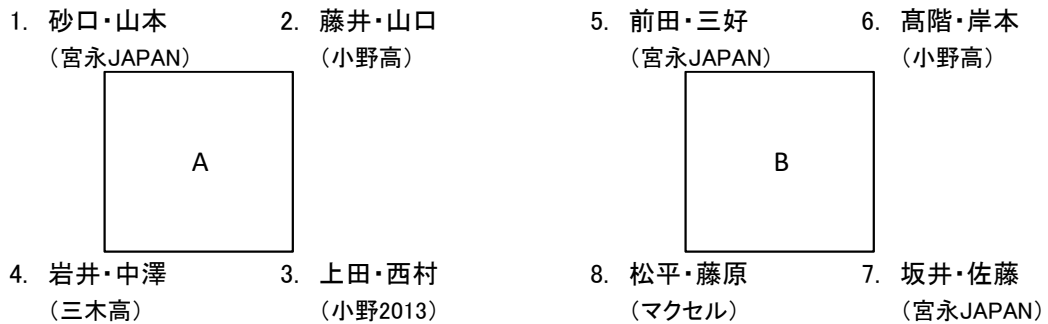 1. 砂口・山本 2. 藤井・山口 5. 前田・三好 6. 髙階・岸本
（宮永JAPAN） （小野高） （宮永JAPAN） （小野高）
A B
4. 岩井・中澤 3. 上田・西村 8. 松平・藤原 7. 坂井・佐藤
（三木高） （小野2013） （マクセル） （宮永JAPAN）